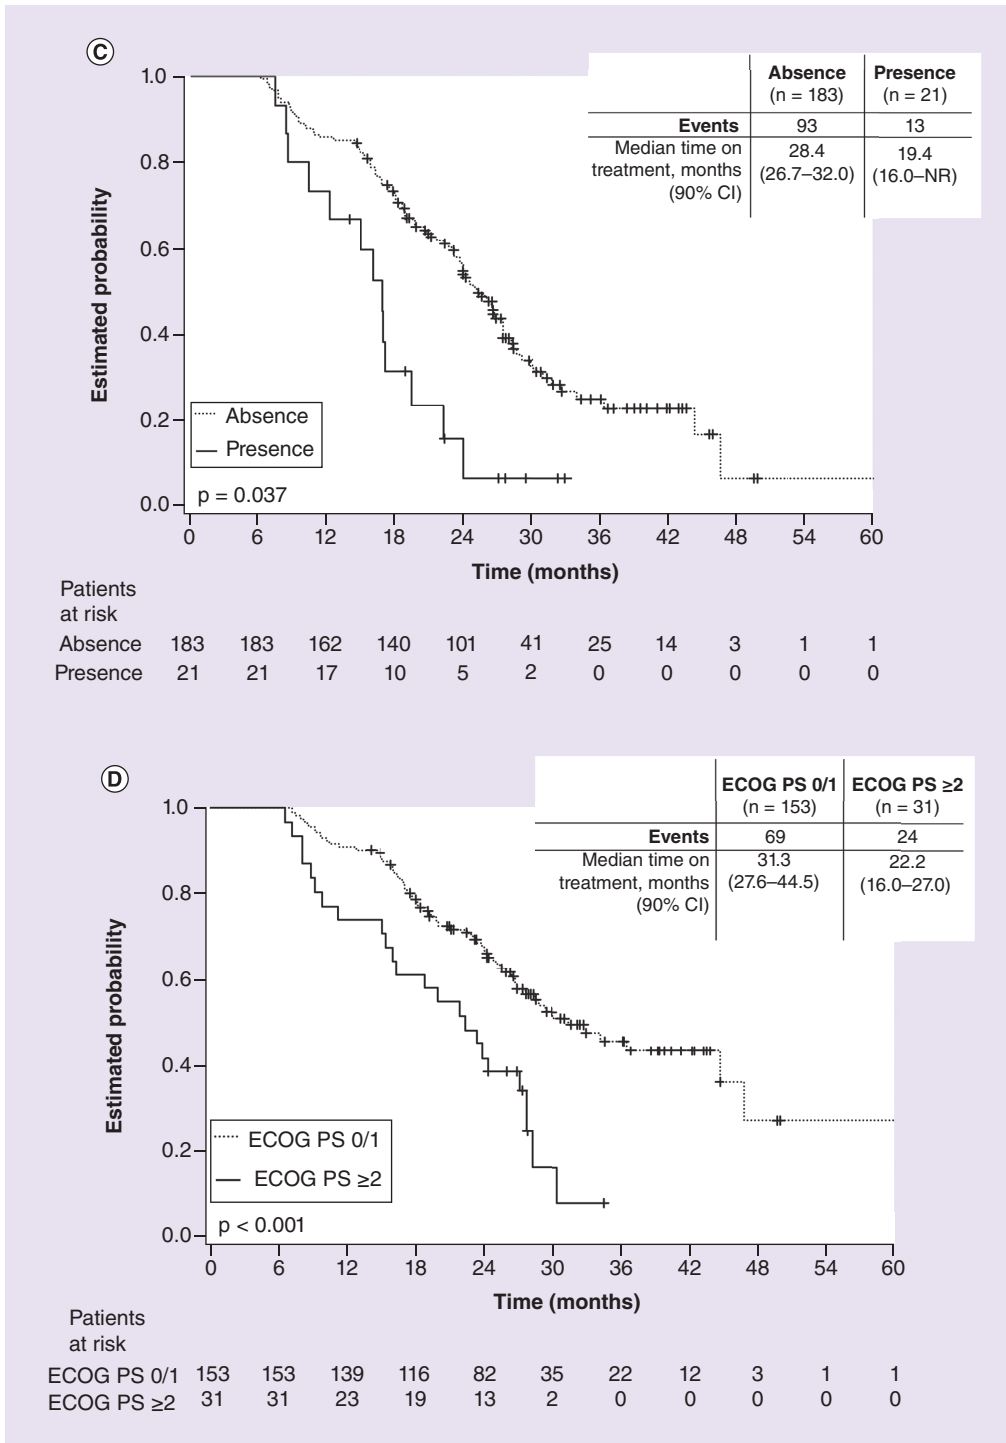 C
Absence Presence
(n = 183) (n = 21)
Events 93 13
Median time on treatment, months (90% CI) 28.4 (26.7–32.0) 19.4 (16.0–NR)
1.0
0.8
0.6
0.4
0.2
0.0
Estimated probability
Absence
Presence
p = 0.037
0 6 12 18 24 30 36 42 48 54 60
Time (months)
Patients
at risk
Absence 183 183 162 140 101 41 25 14 3 1 1
Presence 21 21 17 10 5 2 0 0 0 0 0
D
ECOG PS 0/1 ECOG PS ≥2
(n = 153) (n = 31)
Events 69 24
Median time on treatment, months (90% CI) 31.3 (27.6–44.5) 22.2 (16.0–27.0)
1.0
0.8
0.6
0.4
0.2
0.0
Estimated probability
ECOG PS 0/1
ECOG PS ≥2
p < 0.001
0 6 12 18 24 30 36 42 48 54 60
Time (months)
Patients
at risk
ECOG PS 0/1 153 153 139 116 82 35 22 12 3 1 1
ECOG PS ≥2 31 31 23 19 13 2 0 0 0 0 0